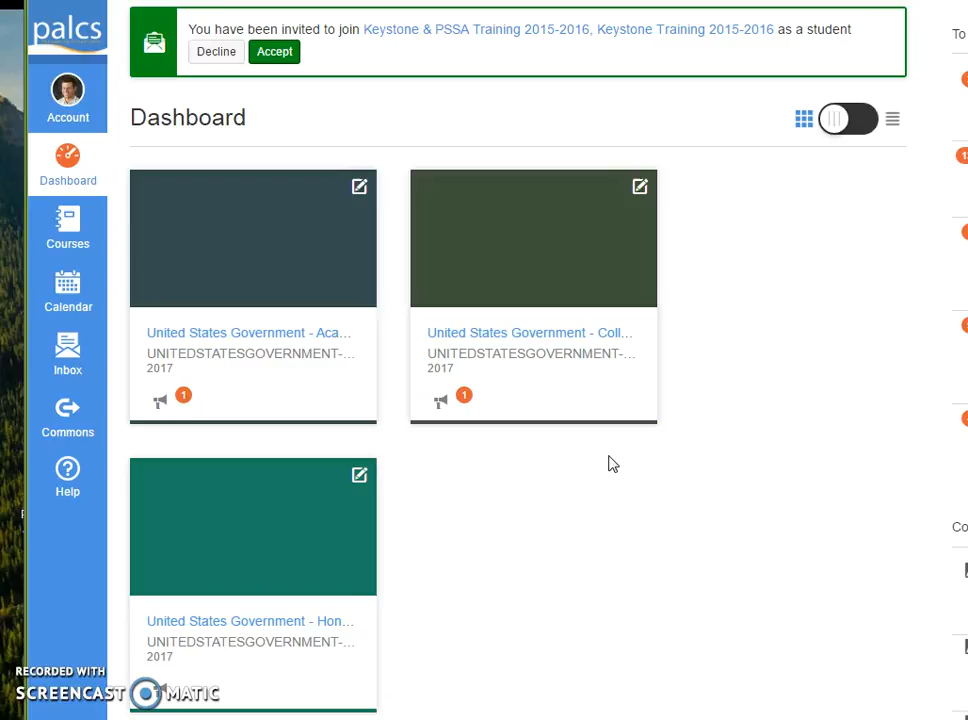 palcs
You have been invited to join Keystone & PSSA Training 2015-2016, Keystone Training 2015-2016 as a student
Decline Accept
To
Account
Dashboard
Dashboard
Courses
Calendar
Inbox
Commons
Help
United States Government - Aca...
UNITEDSTATESGOVERNMENT-...
2017
1
United States Government - Coll...
UNITEDSTATESGOVERNMENT-...
2017
1
Co
United States Government - Hon...
UNITEDSTATESGOVERNMENT-...
2017
RECORDED WITH
SCREENCAST MATIC